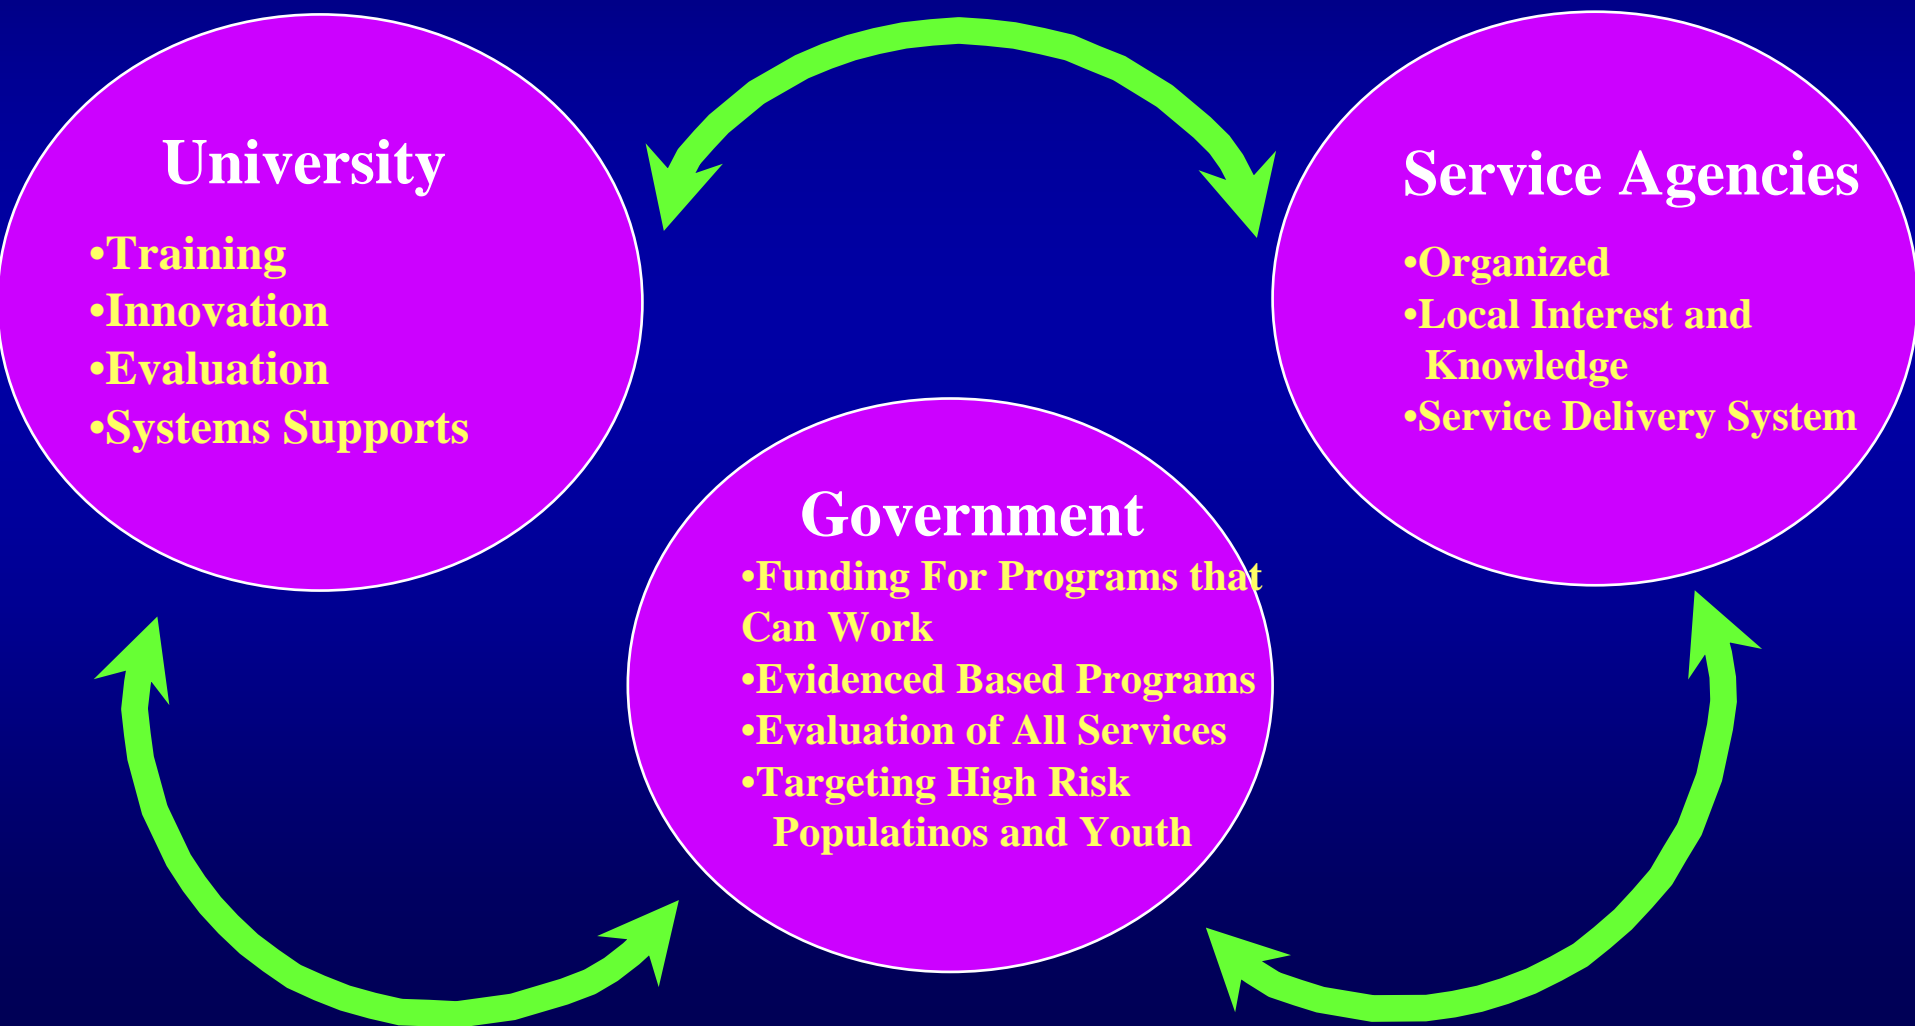 University
•Training
•Innovation
•Evaluation
•Systems Supports
Service Agencies
•Organized
•Local Interest and
Knowledge
•Service Delivery System
Government
•Funding For Programs that
Can Work
•Evidenced Based Programs
•Evaluation of All Services
•Targeting High Risk
Populatinos and Youth